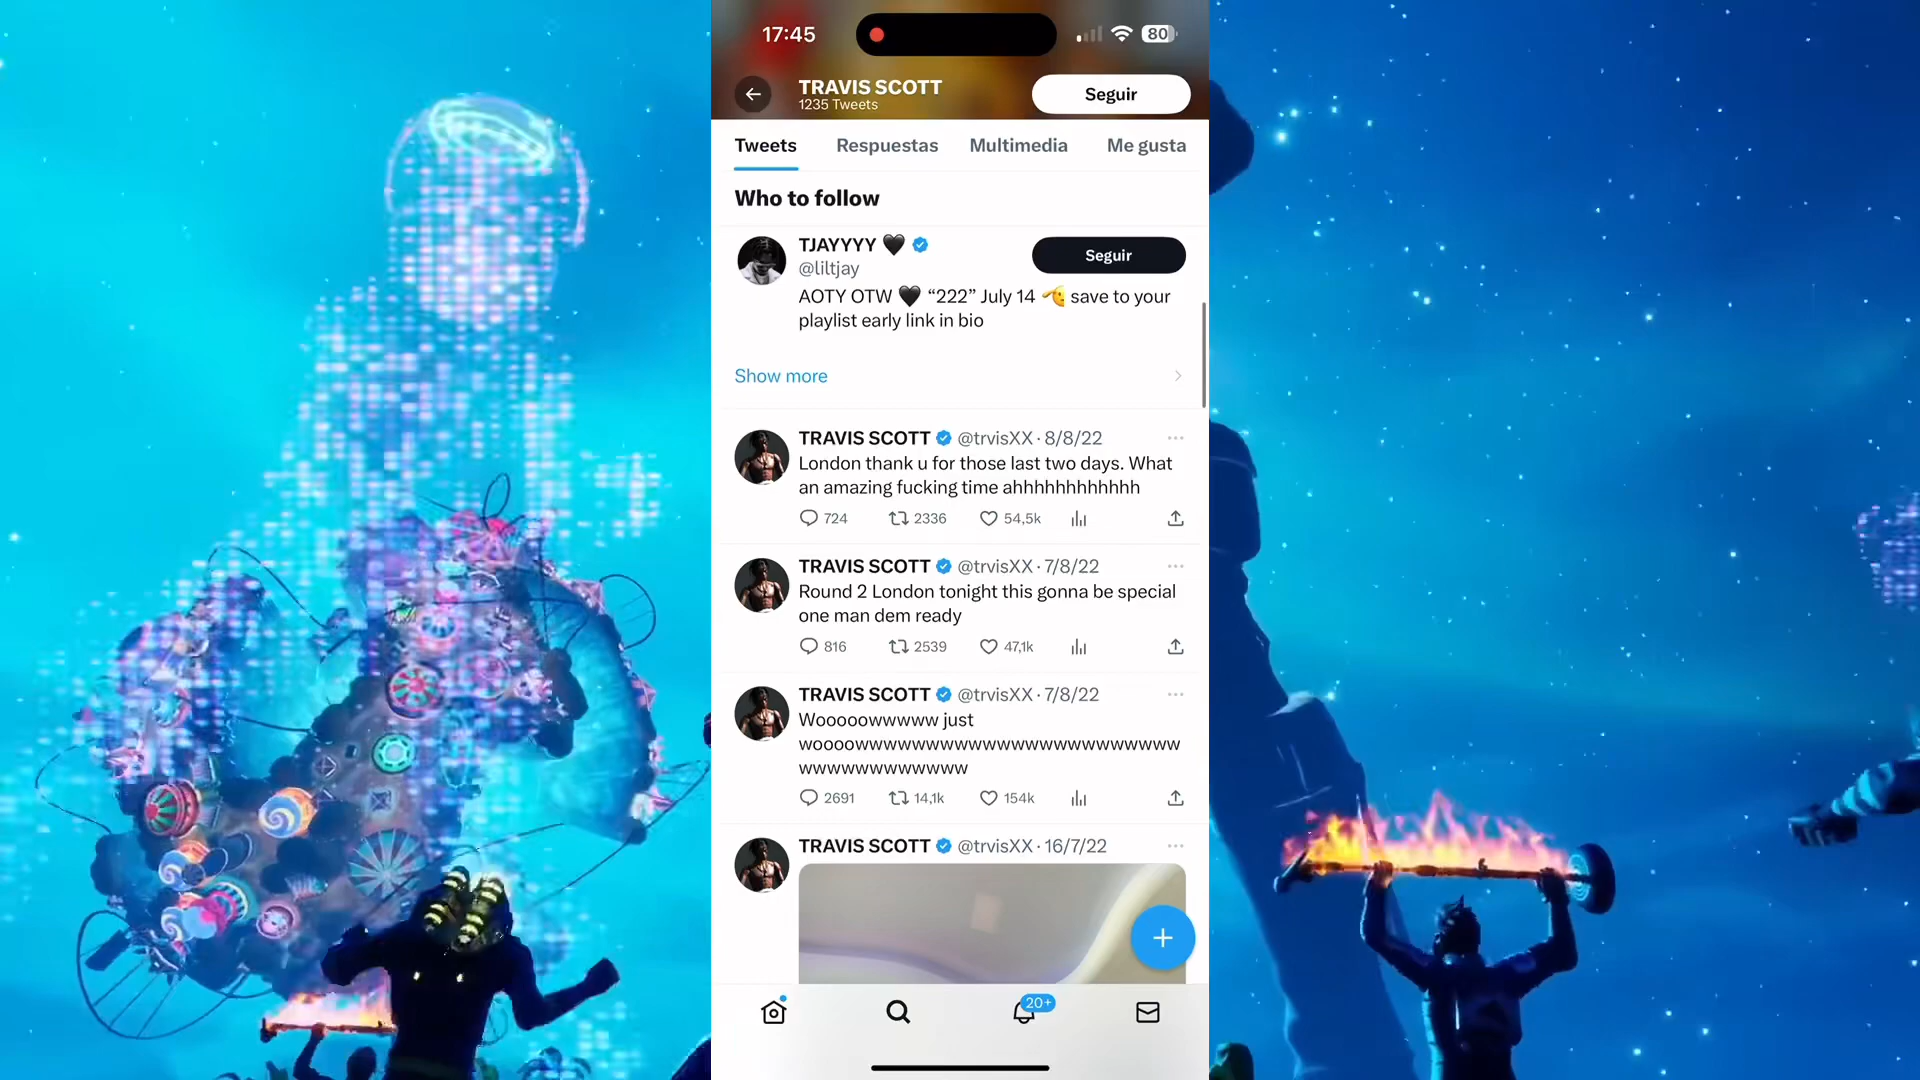 17:45
80
TRAVIS SCOTT
1235 Tweets
Seguir
Tweets Respuestas Multimedia Me gusta
Who to follow
TJAYYYY 🖤
@liltjay
Seguir
AOTY OTW 🖤 “222” July 14 🫡 save to your
playlist early link in bio
Show more
TRAVIS SCOTT @trvisXX · 8/8/22
London thank u for those last two days. What
an amazing fucking time ahhhhhhhhhhhh
724 2336 54,5k
TRAVIS SCOTT @trvisXX · 7/8/22
Round 2 London tonight this gonna be special
one man dem ready
816 2539 47,1k
TRAVIS SCOTT @trvisXX · 7/8/22
Wooooowwwww just
woooowwwwwwwwwwwwwwwwwwwwwww
wwwwwwwwwwww
2691 14,1k 154k
TRAVIS SCOTT @trvisXX · 16/7/22
20+